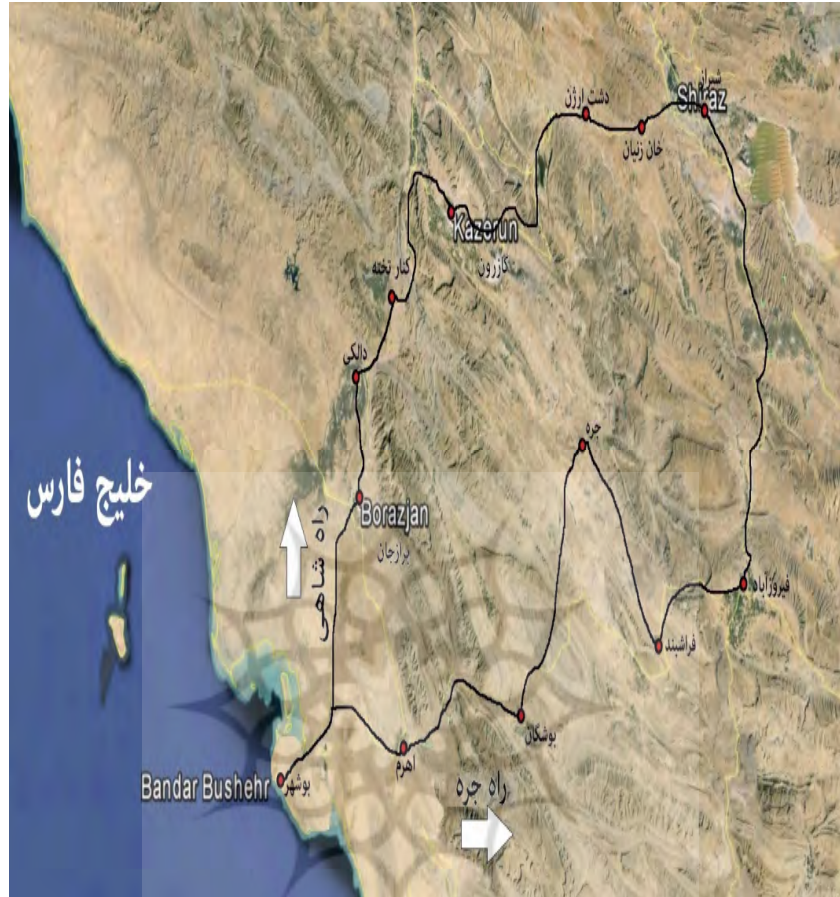 شیراز
Shiraz
دشت ارژن
خان زنیان
Kazerun
کازرون
کنار تخته
دالکی
جره
خلیج فارس
Borazjan
برازجان
راه شاهی
فیروزآباد
فراشبند
بوشگان
اهرم
Bandar Bushehr
بوشهر
راه جره